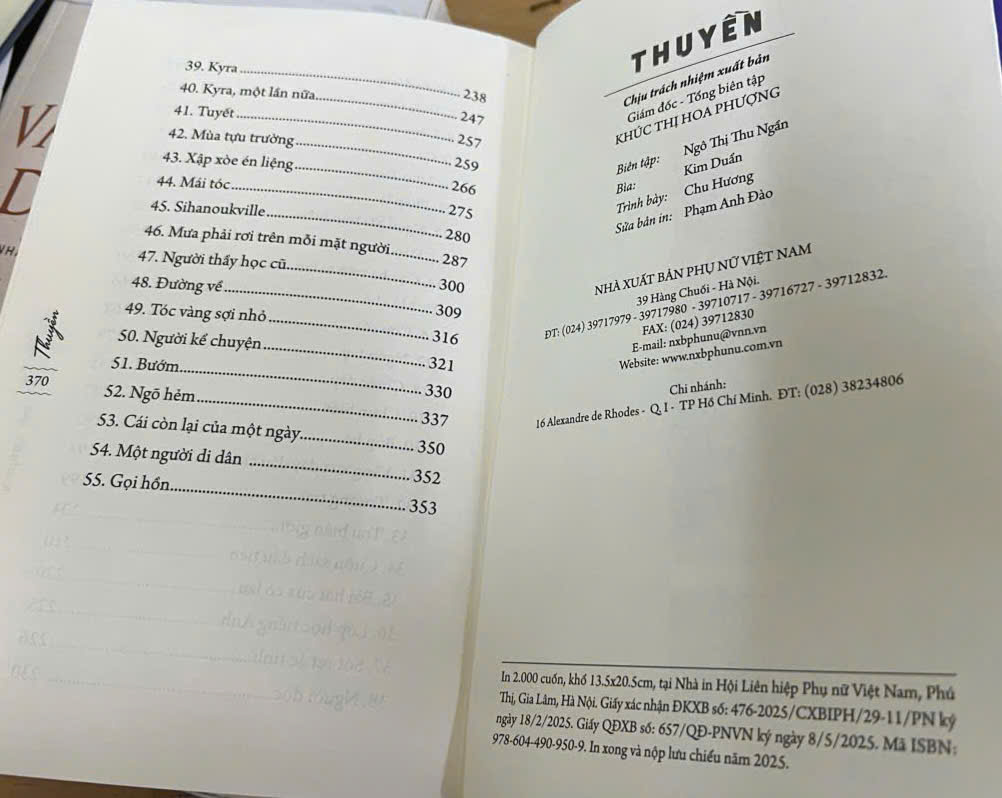 39. Kyra 238
40. Kyra, một lần nữa 247
41. Tuyết 257
42. Mùa tựu trường 259
43. Xập xòe én liệng 266
44. Mái tóc 275
45. Sihanoukville 280
46. Mưa phải rơi trên mỗi mặt người 287
47. Người thầy học cũ 300
48. Đường về 309
49. Tóc vàng sợi nhỏ 316
50. Người kể chuyện 321
51. Bướm 330
52. Ngõ hẻm 337
53. Cái còn lại của một ngày 350
54. Một người di dân 352
55. Gọi hồn 353
Thuyền
370
THUYỀN
Chịu trách nhiệm xuất bản
Giám đốc - Tổng biên tập
KHÚC THỊ HOA PHƯỢNG
Biên tập: Ngô Thị Thu Ngần
Bìa: Kim Duẩn
Trình bày: Chu Hương
Sửa bản in: Phạm Anh Đào
NHÀ XUẤT BẢN PHỤ NỮ VIỆT NAM
39 Hàng Chuối - Hà Nội.
ĐT: (024) 39717979 - 39717980 - 39710717 - 39716727 - 39712832.
FAX: (024) 39712830
E-mail: nxbphunu@vnn.vn
Website: www.nxbphunu.com.vn
Chi nhánh:
16 Alexandre de Rhodes - Q.I - TP Hồ Chí Minh. ĐT: (028) 38234806
In 2.000 cuốn, khổ 13.5x20.5cm, tại Nhà in Hội Liên hiệp Phụ nữ Việt Nam, Phú
Thị, Gia Lâm, Hà Nội. Giấy xác nhận ĐKXB số: 476-2025/CXBIPH/29-11/PN ký
ngày 18/2/2025. Giấy QĐXB số: 657/QĐ-PNVN ký ngày 8/5/2025. Mã ISBN:
978-604-490-950-9. In xong và nộp lưu chiểu năm 2025.